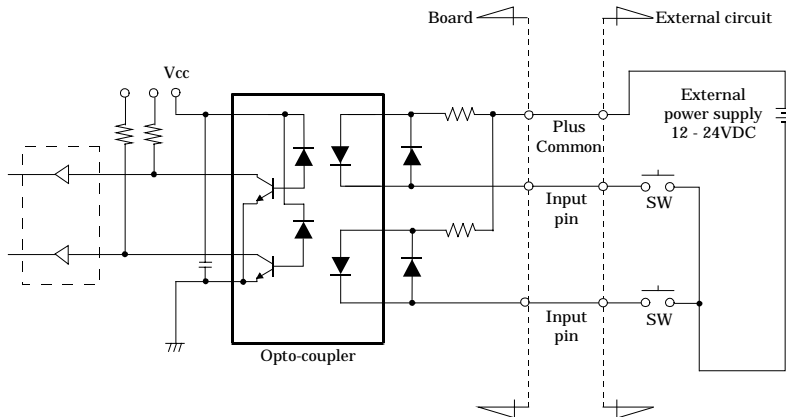 Board
External circuit
Vcc
External
power supply
12 - 24VDC
Plus
Common
Input
pin
SW
Input
pin
SW
Opto-coupler